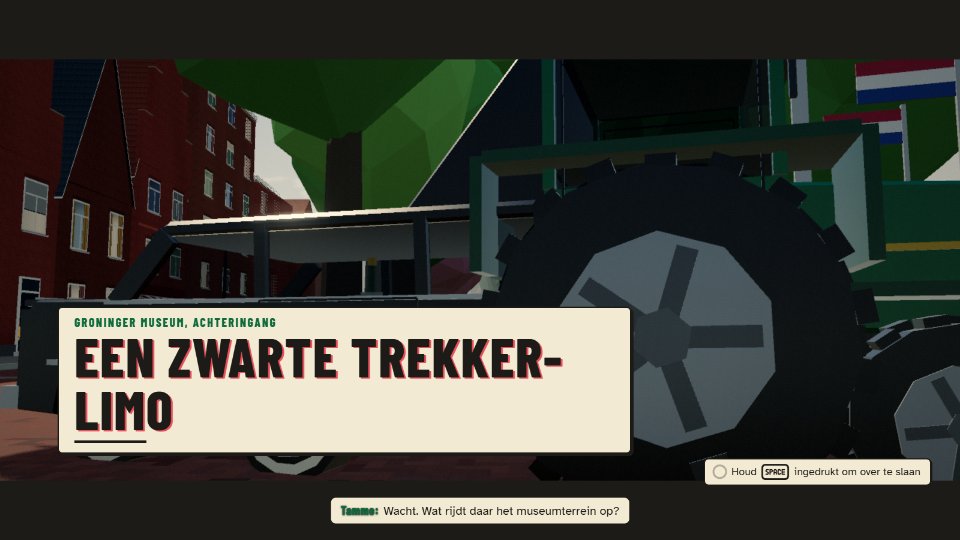 GRONINGER MUSEUM, ACHTERINGANG
EEN ZWARTE TREKKER-
LIMO
Houd SPACE ingedrukt om over te slaan
Tamme: Wacht. Wat rijdt daar het museumterrein op?